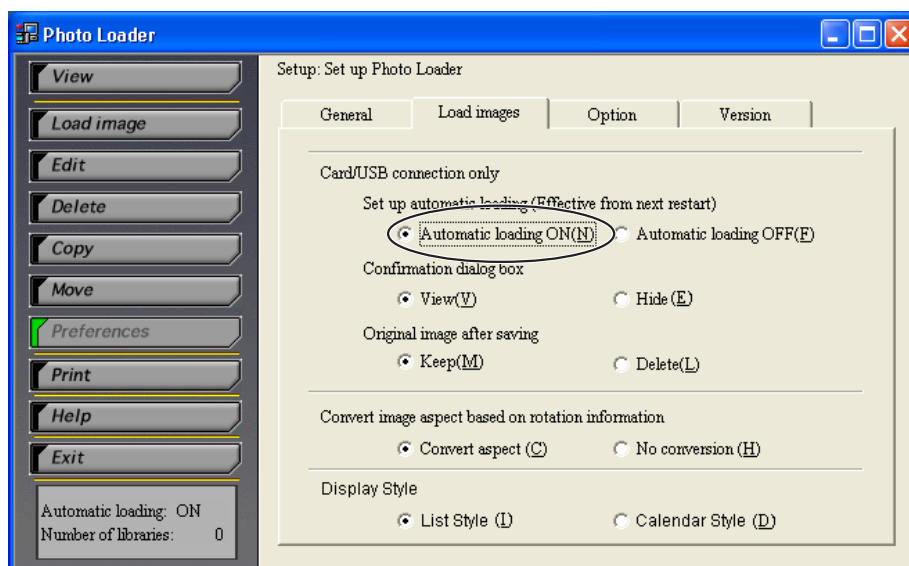 Photo Loader
View
Load image
Edit
Delete
Copy
Move
Preferences
Print
Help
Exit
Automatic loading: ON
Number of libraries: 0
Setup: Set up Photo Loader
General Load images Option Version
Card/USB connection only
Set up automatic loading (Effective from next restart)
Automatic loading ON(N) Automatic loading OFF(F)
Confirmation dialog box
View(V) Hide (E)
Original image after saving
Keep(M) Delete(L)
Convert image aspect based on rotation information
Convert aspect (C) No conversion (H)
Display Style
List Style (I) Calendar Style (D)